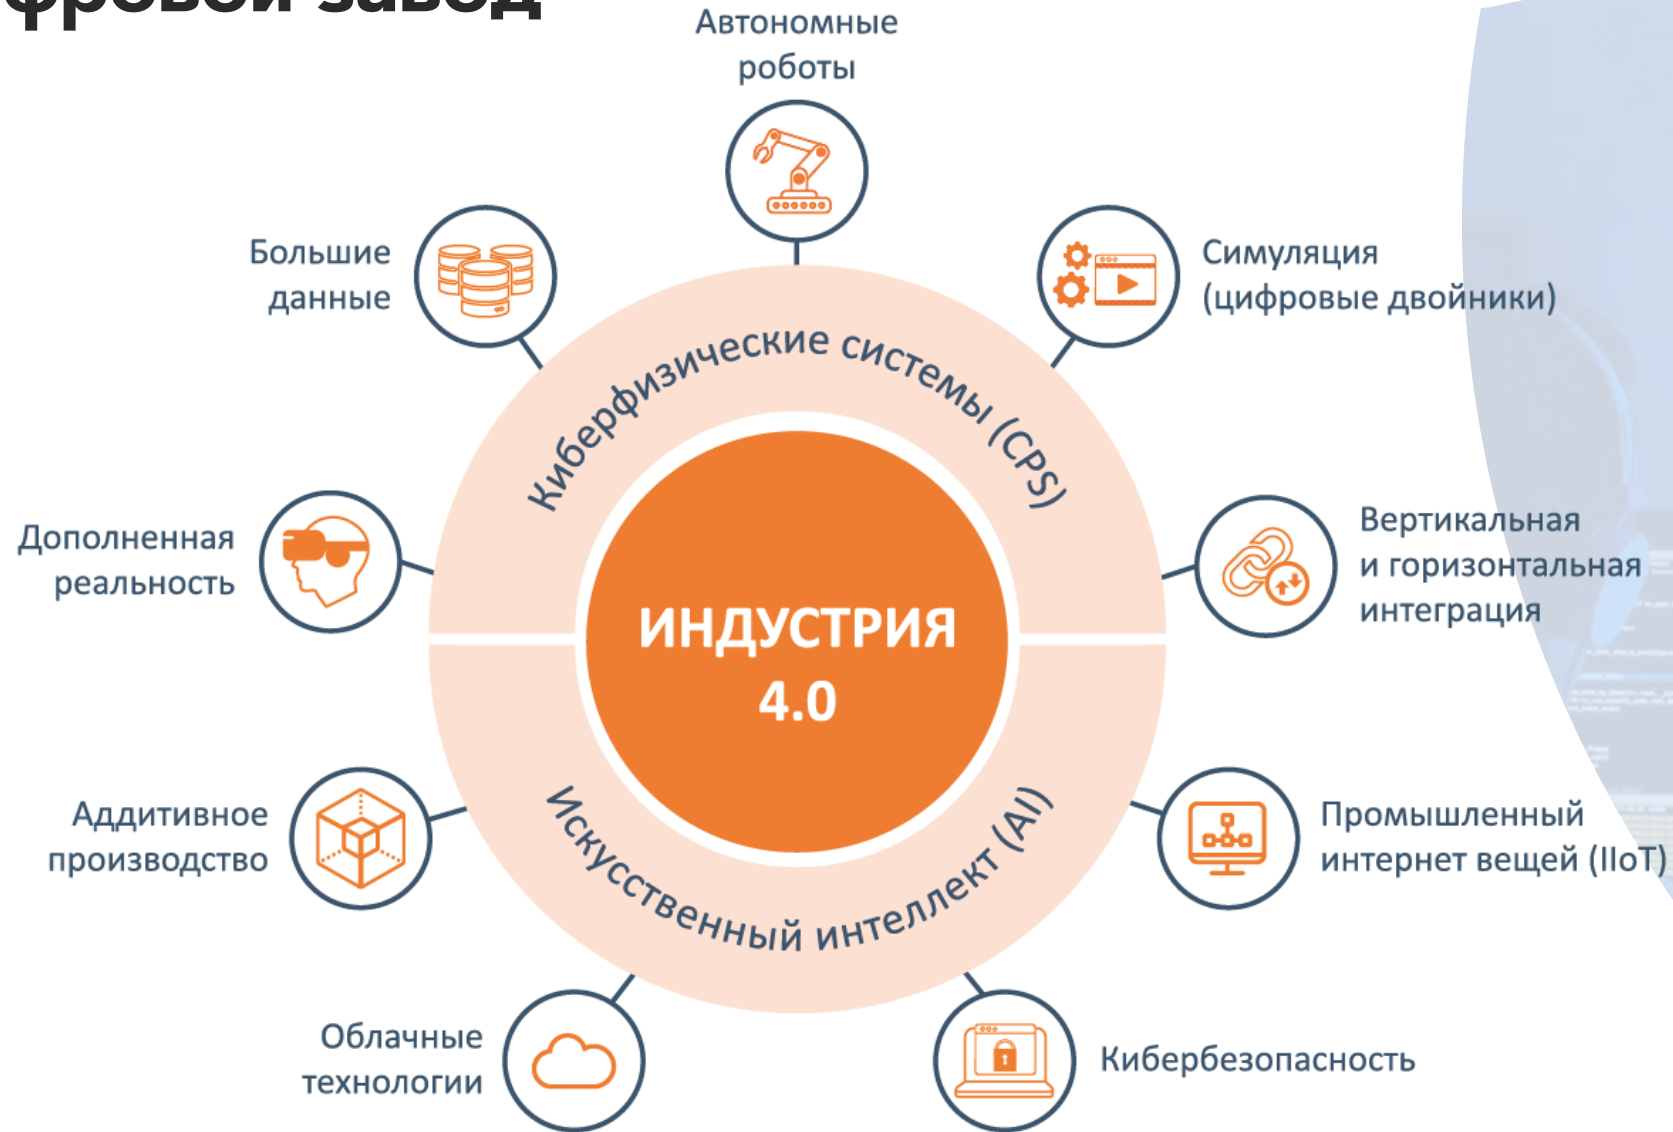 завод
Автономные
роботы
Большие
данные
Симуляция
(цифровые двойники)
Киберфизические системы (CPS)
Дополненная
реальность
Вертикальная
и горизонтальная
интеграция
ИНДУСТРИЯ
4.0
Аддитивное
производство
Промышленный
интернет вещей (IIoT)
Искусственный интеллект (AI)
Облачные
технологии
Кибербезопасность